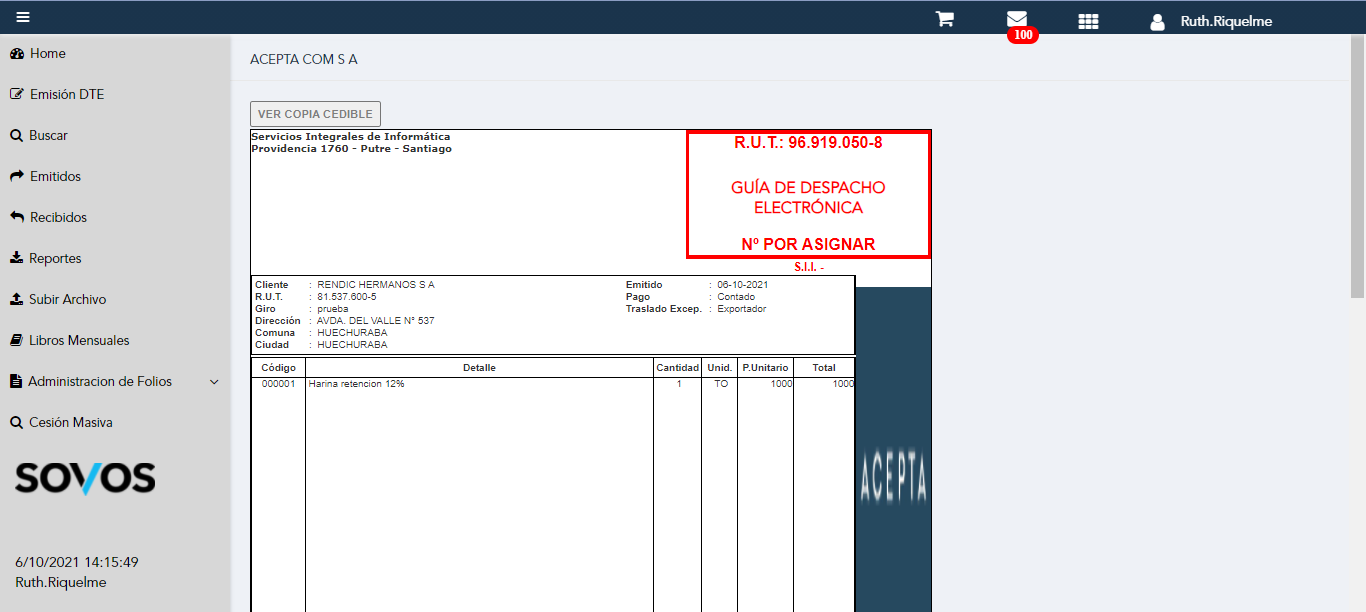 Ruth.Riquelme
100
Home
Emisión DTE
Buscar
Emitidos
Recibidos
Reportes
Subir Archivo
Libros Mensuales
Administracion de Folios
Cesión Masiva
SOVOS
6/10/2021 14:15:49
Ruth.Riquelme
ACEPTA COM S A
VER COPIA CEDIBLE
Servicios Integrales de Informática
Providencia 1760 - Putre - Santiago
R.U.T.: 96.919.050-8
GUÍA DE DESPACHO
ELECTRÓNICA
Nº POR ASIGNAR
S.I.I. -
Cliente : RENDIC HERMANOS S A Emitido : 06-10-2021
R.U.T. : 81.537.600-5 Pago : Contado
Giro : prueba Traslado Excep. : Exportador
Dirección : AVDA. DEL VALLE N° 537
Comuna : HUECHURABA
Ciudad : HUECHURABA
Código Detalle Cantidad Unid. P.Unitario Total
000001 Harina retencion 12% 1 TO 1000 1000
ACEPTA